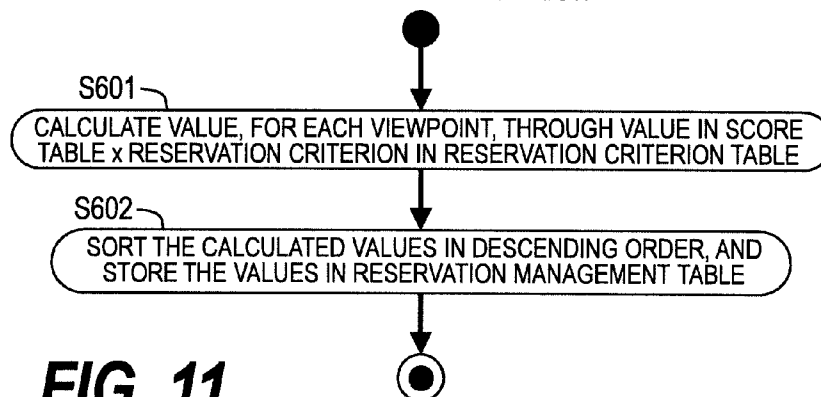 S601
CALCULATE VALUE, FOR EACH VIEWPOINT, THROUGH VALUE IN SCORE
TABLE x RESERVATION CRITERION IN RESERVATION CRITERION TABLE
S602
SORT THE CALCULATED VALUES IN DESCENDING ORDER, AND
STORE THE VALUES IN RESERVATION MANAGEMENT TABLE
FIG. 11